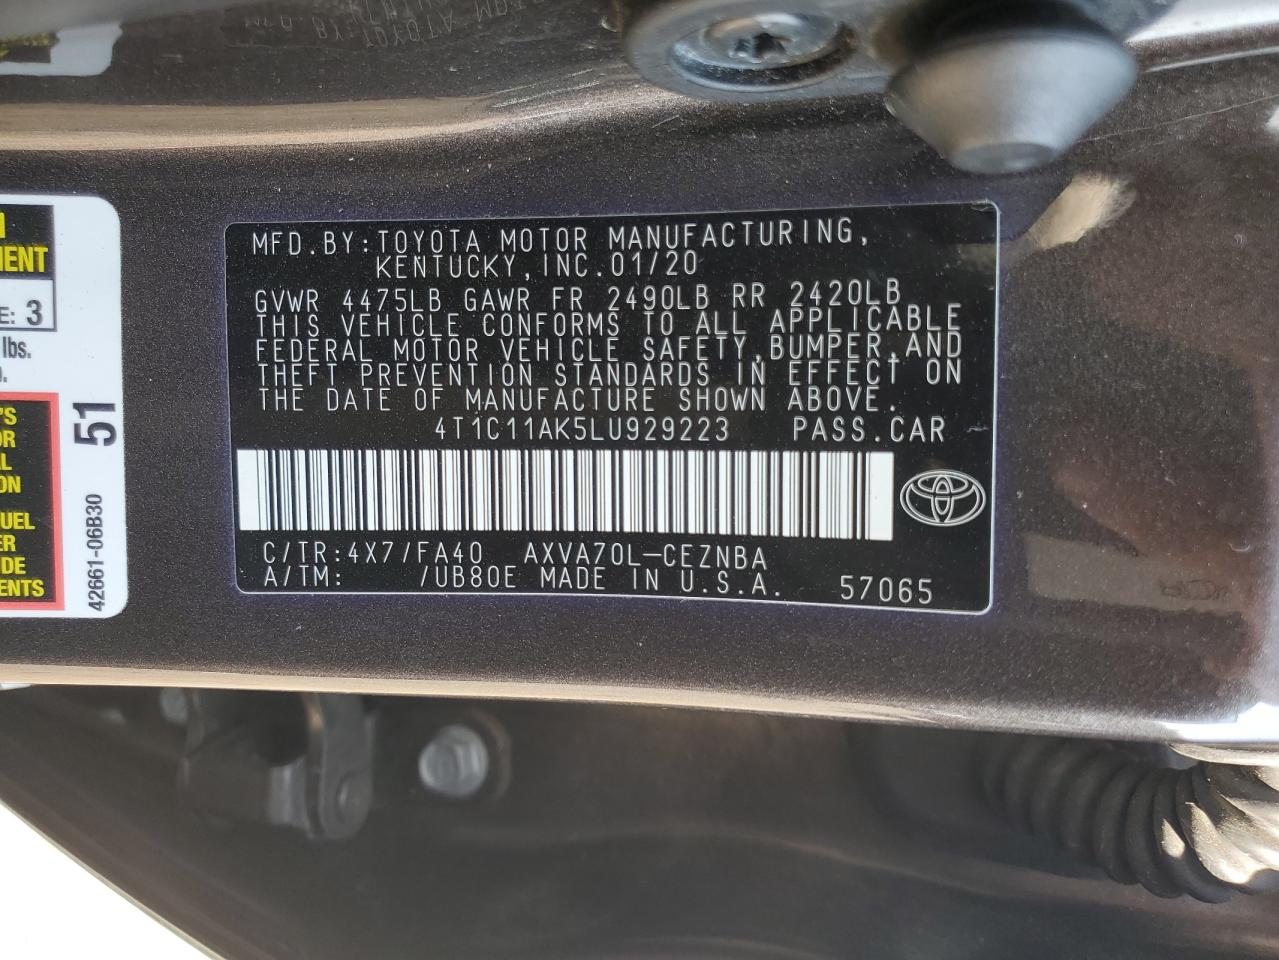 MFD.BY:TOYOTA MOTOR MANUFACTURING,
KENTUCKY,INC.01/20
GVWR 4475LB GAWR FR 2490LB RR 2420LB
THIS VEHICLE CONFORMS TO ALL APPLICABLE
FEDERAL MOTOR VEHICLE SAFETY,BUMPER,AND
THEFT PREVENTION STANDARDS IN EFFECT ON
THE DATE OF MANUFACTURE SHOWN ABOVE.
4T1C11AK5LU929223 PASS.CAR
C/TR:4X7/FA40 AXVA70L-CEZNBA
A/TM: /UB80E MADE IN U.S.A. 57065
E: 3
lbs.
51
42661-06B30